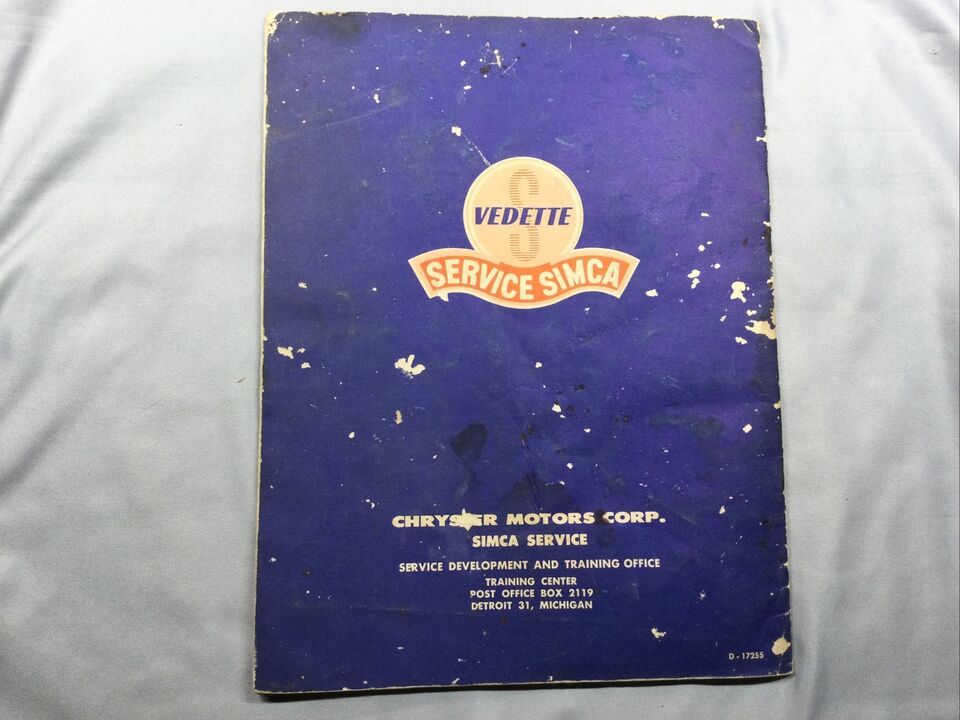 S
VEDETTE
SERVICE SIMCA
CHRYSLER MOTORS CORP.
SIMCA SERVICE
SERVICE DEVELOPMENT AND TRAINING OFFICE
TRAINING CENTER
POST OFFICE BOX 2119
DETROIT 31, MICHIGAN
D - 17255